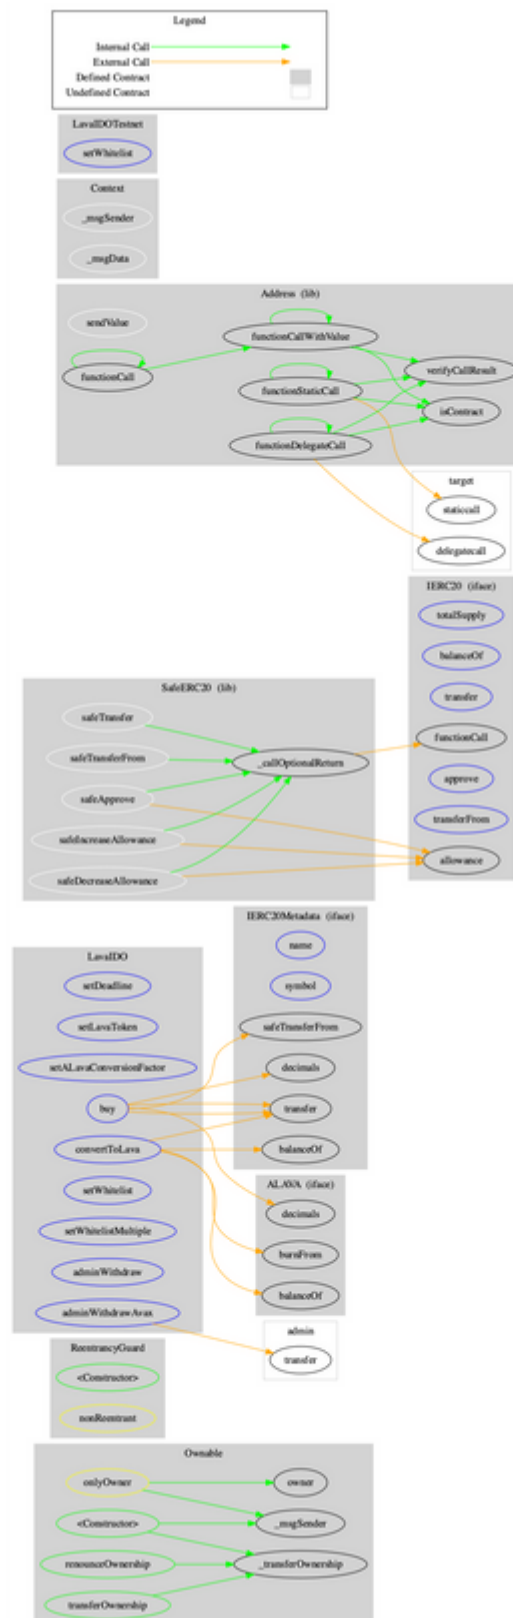 Legend
Internal Call
External Call
Defined Contract
Undefined Contract
LavaIDOTestnet
setWhitelist
Context
_msgSender
_msgData
Address (lib)
sendValue
functionCall
functionCallWithValue
functionStaticCall
functionDelegateCall
verifyCallResult
isContract
target
staticcall
delegatecall
IERC20 (iface)
totalSupply
balanceOf
transfer
functionCall
approve
transferFrom
allowance
SafeERC20 (lib)
safeTransfer
safeTransferFrom
safeApprove
safeIncreaseAllowance
safeDecreaseAllowance
_callOptionalReturn
IERC20Metadata (iface)
name
symbol
safeTransferFrom
decimals
transfer
balanceOf
LavaIDO
setDeadline
setLavaToken
setALavaConversionFactor
buy
convertToLava
setWhitelist
setWhitelistMultiple
adminWithdraw
adminWithdrawAvax
ALAVA (iface)
decimals
burnFrom
balanceOf
admin
transfer
ReentrancyGuard
<Constructor>
nonReentrant
Ownable
onlyOwner
<Constructor>
renounceOwnership
transferOwnership
owner
_msgSender
_transferOwnership